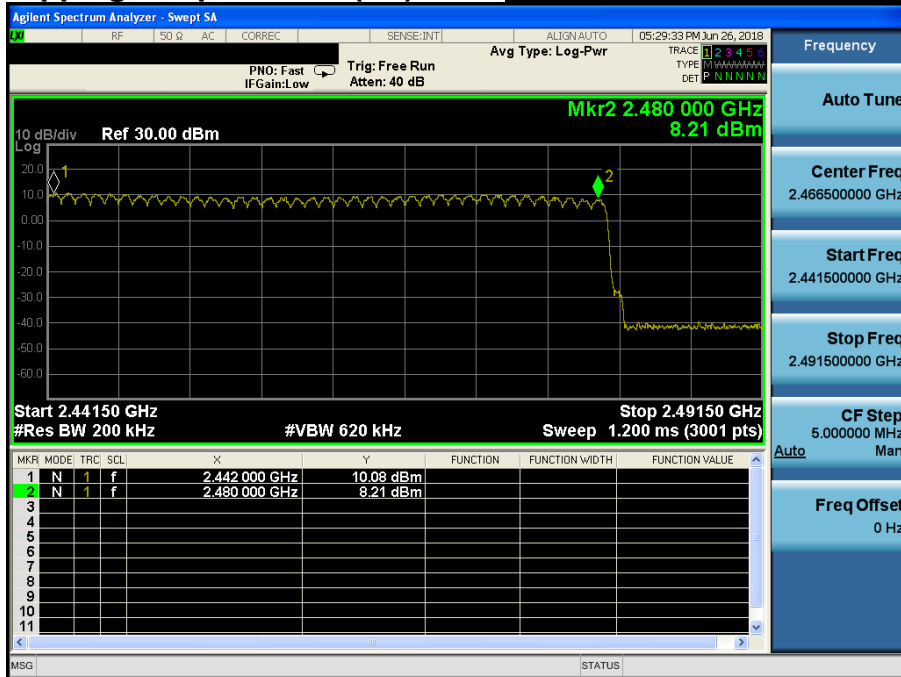 Agilent Spectrum Analyzer - Swept SA
LXI RF 50 Ω AC CORREC SENSE:INT ALIGN AUTO 05:29:33 PM Jun 26, 2018
Avg Type: Log-Pwr TRACE 1 2 3 4 5 6
PNO: Fast Trig: Free Run TYPE M W W W W W
IFGain:Low Atten: 40 dB DET P N N N N N
Mkr2 2.480 000 GHz
10 dB/div Ref 30.00 dBm 8.21 dBm
Log
20.0
10.0
0.00
-10.0
-20.0
-30.0
-40.0
-50.0
-60.0
1
2
Start 2.44150 GHz Stop 2.49150 GHz
#Res BW 200 kHz #VBW 620 kHz Sweep 1.200 ms (3001 pts)
MKR MODE TRC SCL X Y FUNCTION FUNCTION WIDTH FUNCTION VALUE
1 N 1 f 2.442 000 GHz 10.08 dBm
2 N 1 f 2.480 000 GHz 8.21 dBm
3
4
5
6
7
8
9
10
11
MSG STATUS
Frequency
Auto Tune
Center Freq
2.466500000 GHz
Start Freq
2.441500000 GHz
Stop Freq
2.491500000 GHz
CF Step
5.000000 MHz
Auto Man
Freq Offset
0 Hz